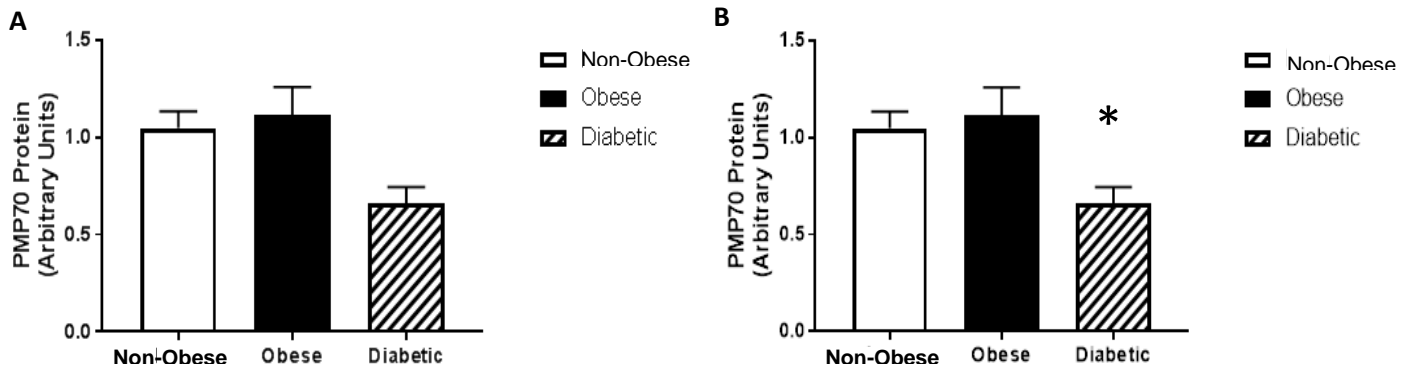 A
PMP70 Protein
(Arbitrary Units)
1.5
1.0
0.5
0.0
Non-Obese
Obese
Diabetic
Non-Obese
Obese
Diabetic
B
PMP70 Protein
(Arbitrary Units)
1.5
1.0
0.5
0.0
*
Non-Obese
Obese
Diabetic
Non-Obese
Obese
Diabetic